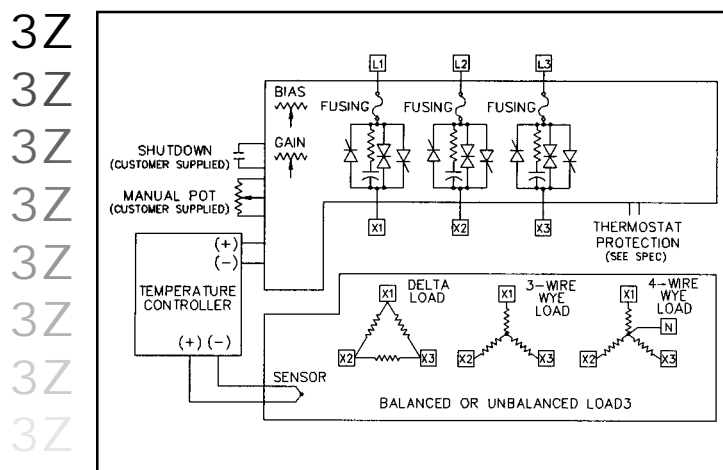 3Z
3Z
3Z
3Z
3Z
3Z
3Z
3Z
L1 L2 L3
BIAS
FUSING FUSING FUSING
GAIN
SHUTDOWN
(CUSTOMER SUPPLIED)
MANUAL POT
(CUSTOMER SUPPLIED)
X1 X2 X3
THERMOSTAT
PROTECTION
(SEE SPEC)
(+)
(-)
TEMPERATURE
CONTROLLER
(+) (-)
SENSOR
DELTA
LOAD
X1
X2 X3
3-WIRE
WYE
LOAD
X1
X2 X3
4-WIRE
WYE
LOAD
X1
N
X2 X3
BALANCED OR UNBALANCED LOAD3